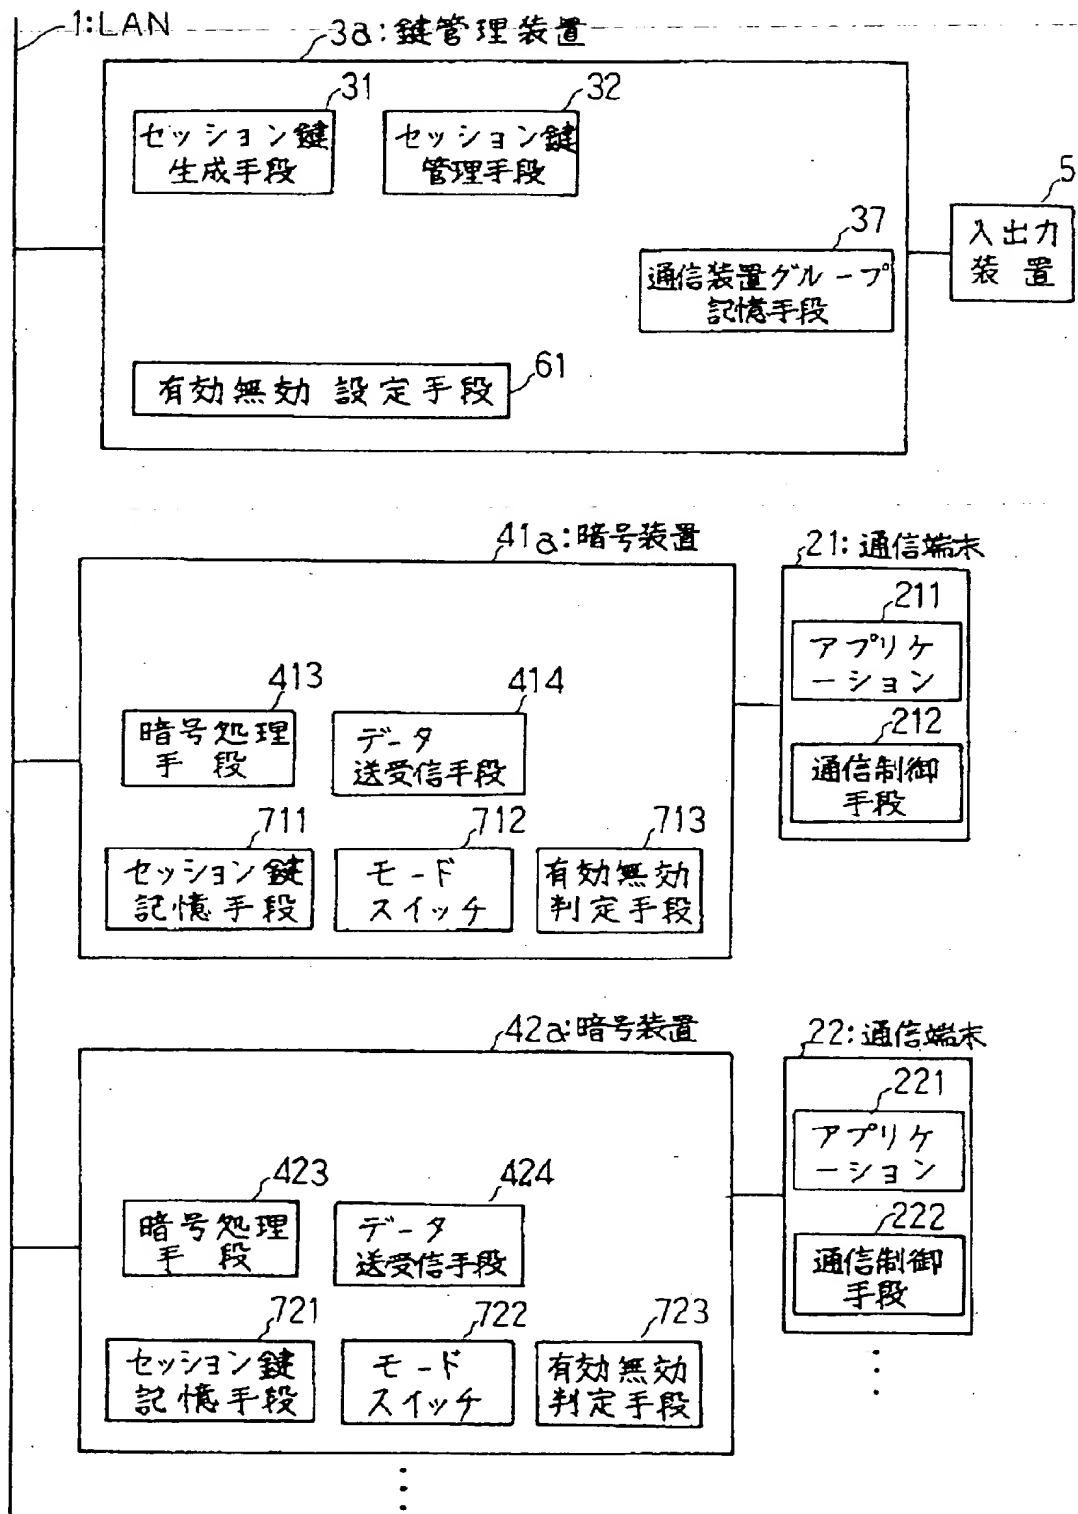 1:LAN
3a:鍵管理装置
31
セッション鍵
生成手段
32
セッション鍵
管理手段
37
通信装置グループ
記憶手段
5
入出力
装置
61
有効無効 設定手段
41a:暗号装置
413
暗号処理
手段
414
データ
送受信手段
711
セッション鍵
記憶手段
712
モード
スイッチ
713
有効無効
判定手段
21:通信端末
211
アプリケ
ーション
212
通信制御
手段
42a:暗号装置
423
暗号処理
手段
424
データ
送受信手段
721
セッション鍵
記憶手段
722
モード
スイッチ
723
有効無効
判定手段
22:通信端末
221
アプリケ
ーション
222
通信制御
手段